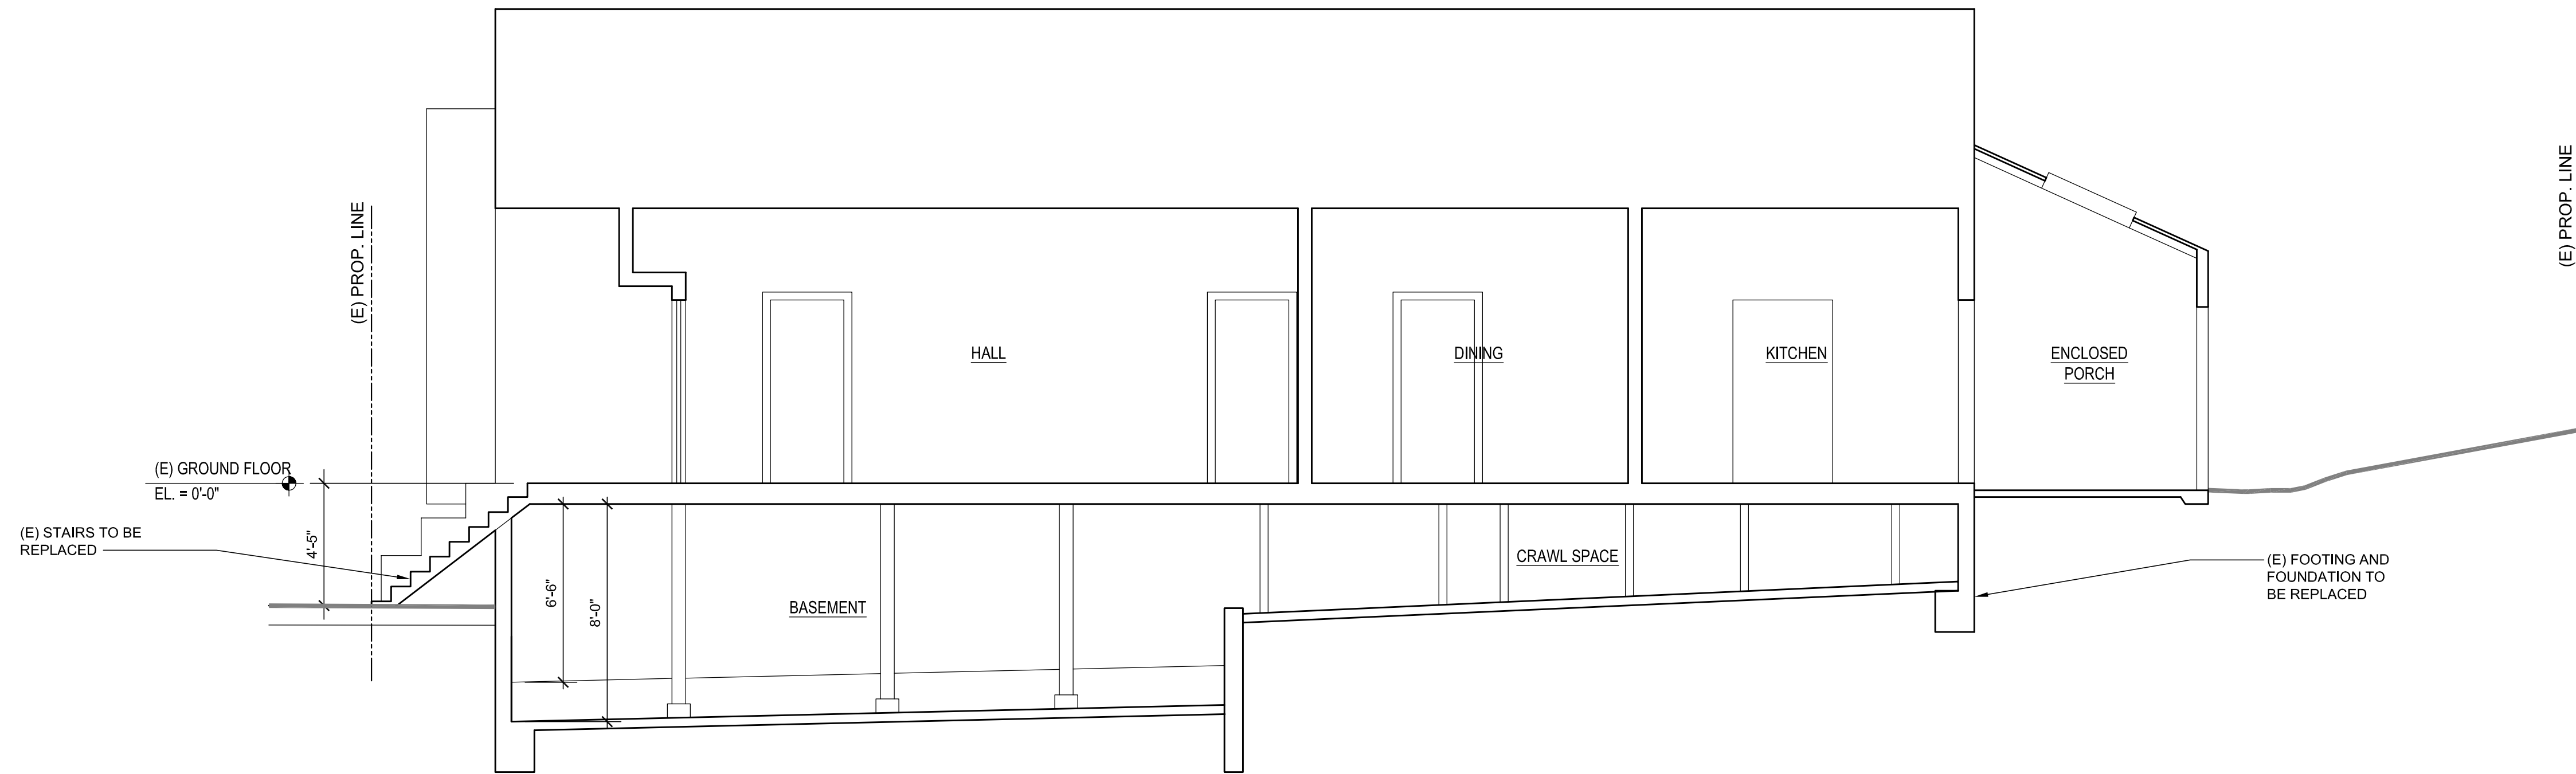 (E) PROP. LINE
(E) PROP. LINE
HALL
DINING
KITCHEN
ENCLOSED
PORCH
(E) GROUND FLOOR
EL. = 0'-0"
(E) STAIRS TO BE
REPLACED
4'-5"
6'-6"
8'-0"
BASEMENT
CRAWL SPACE
(E) FOOTING AND
FOUNDATION TO
BE REPLACED